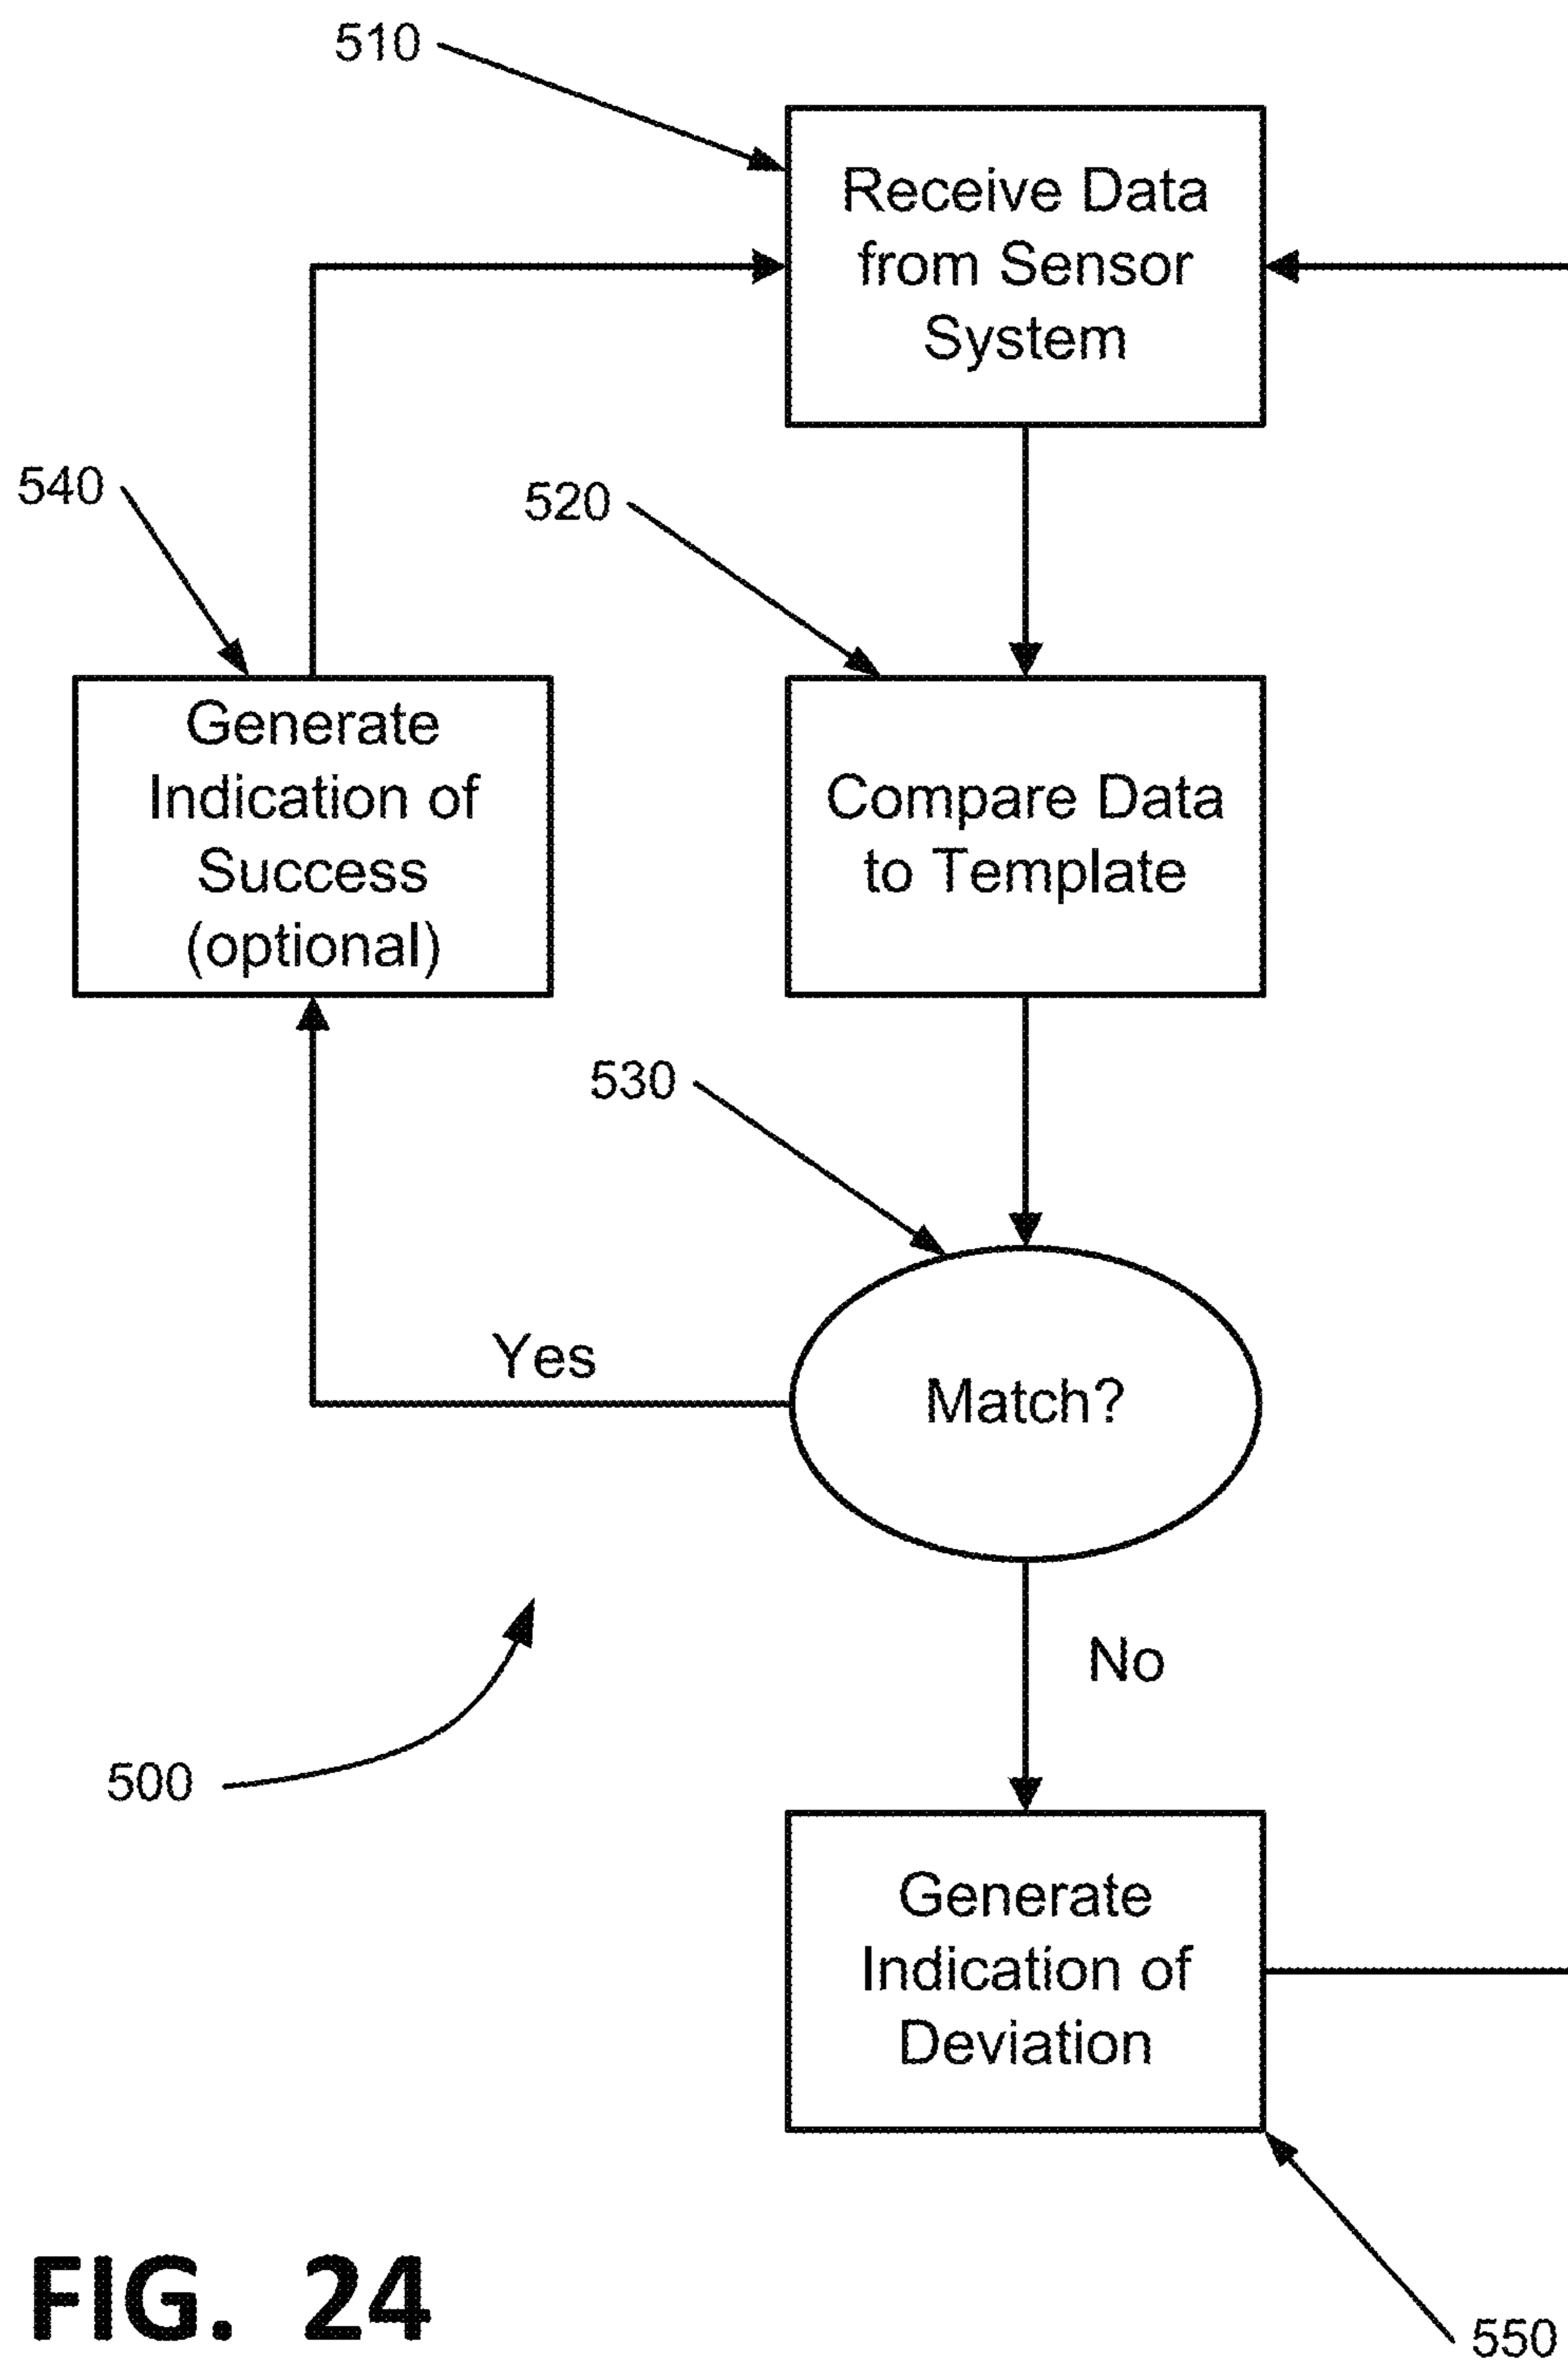 510
Receive Data
from Sensor
System
540
520
Generate
Indication of
Success
(optional)
Compare Data
to Template
530
Yes
Match?
No
500
Generate
Indication of
Deviation
FIG. 24
550